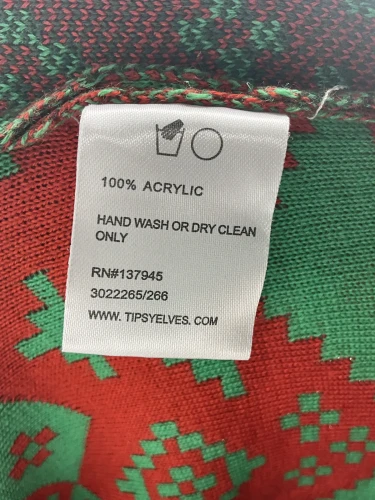 100% ACRYLIC
HAND WASH OR DRY CLEAN
ONLY
RN#137945
3022265/266
WWW. TIPSYELVES. COM